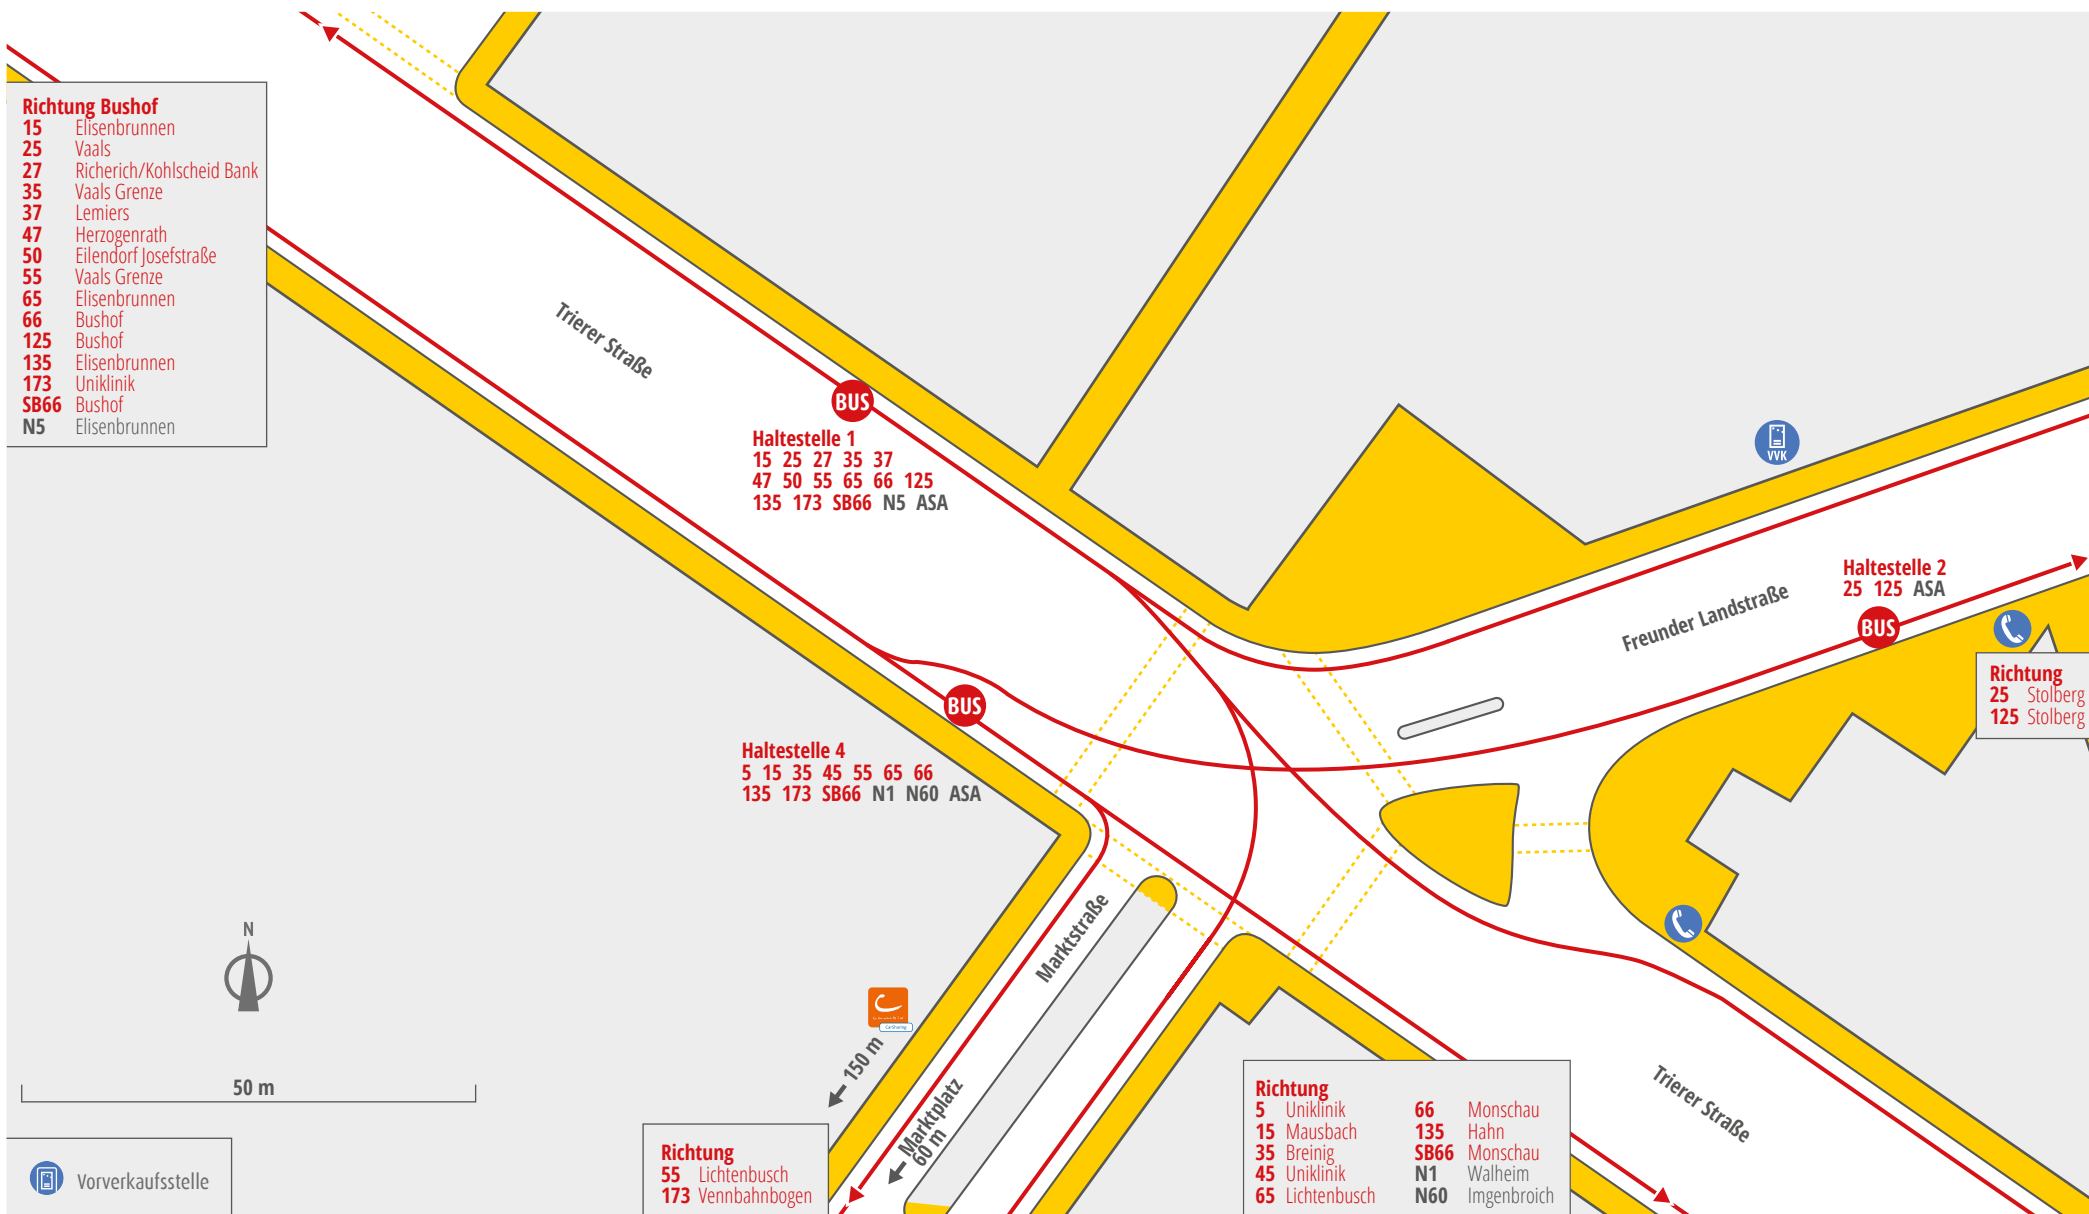 Richtung Bushof
15 Elisenbrunnen
25 Vaals
27 Richerich/Kohlscheid Bank
35 Vaals Grenze
37 Lemiers
47 Herzogenrath
50 Eilendorf Josefstraße
55 Vaals Grenze
65 Elisenbrunnen
66 Bushof
125 Bushof
135 Elisenbrunnen
173 Uniklinik
SB66 Bushof
N5 Elisenbrunnen
Trierer Straße
BUS
Haltestelle 1
15 25 27 35 37
47 50 55 65 66 125
135 173 SB66 N5 ASA
VVK
Haltestelle 2
25 125 ASA
BUS
Freunder Landstraße
Richtung
25 Stolberg
125 Stolberg
BUS
Haltestelle 4
5 15 35 45 55 65 66
135 173 SB66 N1 N60 ASA
Marktstraße
N
CarSharing
150 m
Marktplatz
60 m
50 m
Vorverkaufsstelle
Richtung
55 Lichtenbusch
173 Vennbahnbogen
Richtung
5 Uniklinik 66 Monschau
15 Mausbach 135 Hahn
35 Breinig SB66 Monschau
45 Uniklinik N1 Walheim
65 Lichtenbusch N60 Imgenbroich
Trierer Straße